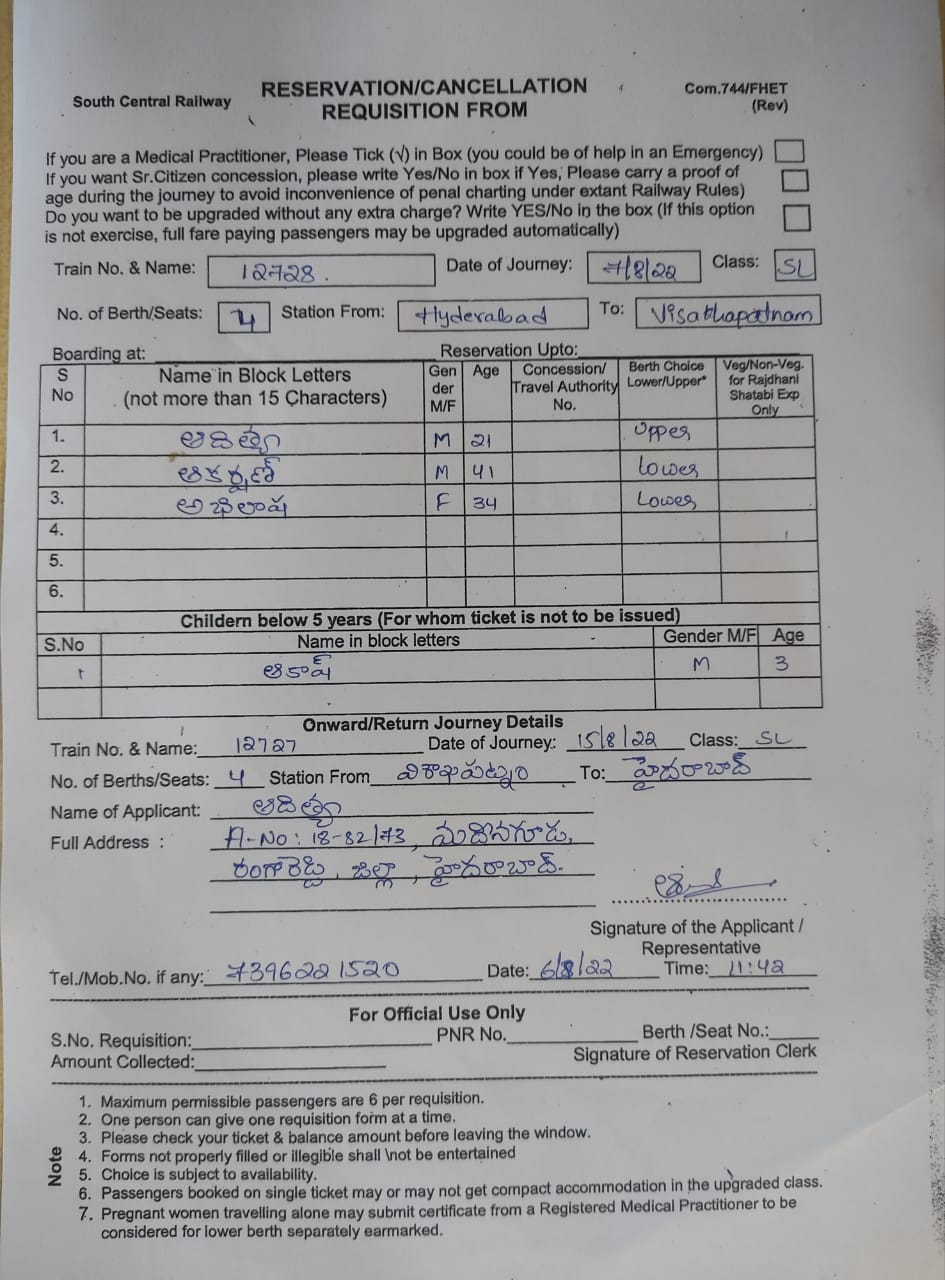 South Central Railway
RESERVATION/CANCELLATION
REQUISITION FROM
Com.744/FHET
(Rev)
If you are a Medical Practitioner, Please Tick (√) in Box (you could be of help in an Emergency)
If you want Sr.Citizen concession, please write Yes/No in box if Yes, Please carry a proof of
age during the journey to avoid inconvenience of penal charting under extant Railway Rules)
Do you want to be upgraded without any extra charge? Write YES/No in the box (If this option
is not exercise, full fare paying passengers may be upgraded automatically)
Train No. & Name: 12728. Date of Journey: 7/8/22 Class: SL
No. of Berth/Seats: 4 Station From: Hyderabad To: Visakhapatnam
Boarding at: Reservation Upto:
S No Name in Block Letters (not more than 15 Characters) Gender M/F Age Concession/ Travel Authority No. Berth Choice Lower/Upper* Veg/Non-Veg. for Rajdhani Shatabi Exp Only
1. ఆదిత్యా M 21 Upper
2. ఆకర్షణ్ M 41 Lower
3. అభిలాష F 34 Lower
4.
5.
6.
Childern below 5 years (For whom ticket is not to be issued)
S.No Name in block letters Gender M/F Age
1 ఆకాష్ M 3
Onward/Return Journey Details
Train No. & Name: 12727 Date of Journey: 15/8/22 Class: SL
No. of Berths/Seats: 4 Station From విశాఖపట్నం To: హైదరాబాద్
Name of Applicant: ఆదిత్యా
Full Address : H-No: 18-82/73, మదీనగూడ,
రంగారెడ్డి, జిల్లా, హైదరాబాద్.
Signature of the Applicant /
Representative
Tel./Mob.No. if any: 7396221520 Date: 6/8/22 Time: 11:42
For Official Use Only
S.No. Requisition: PNR No. Berth /Seat No.:
Amount Collected: Signature of Reservation Clerk
Note
1. Maximum permissible passengers are 6 per requisition.
2. One person can give one requisition form at a time.
3. Please check your ticket & balance amount before leaving the window.
4. Forms not properly filled or illegible shall \not be entertained
5. Choice is subject to availability.
6. Passengers booked on single ticket may or may not get compact accommodation in the upgraded class.
7. Pregnant women travelling alone may submit certificate from a Registered Medical Practitioner to be
considered for lower berth separately earmarked.